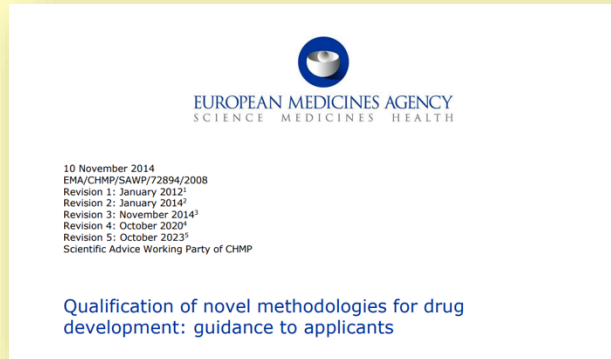 EUROPEAN MEDICINES AGENCY
SCIENCE MEDICINES HEALTH
10 November 2014
EMA/CHMP/SAWP/72894/2008
Revision 1: January 2012¹
Revision 2: January 2014²
Revision 3: November 2014³
Revision 4: October 2020⁴
Revision 5: October 2023⁵
Scientific Advice Working Party of CHMP
Qualification of novel methodologies for drug
development: guidance to applicants